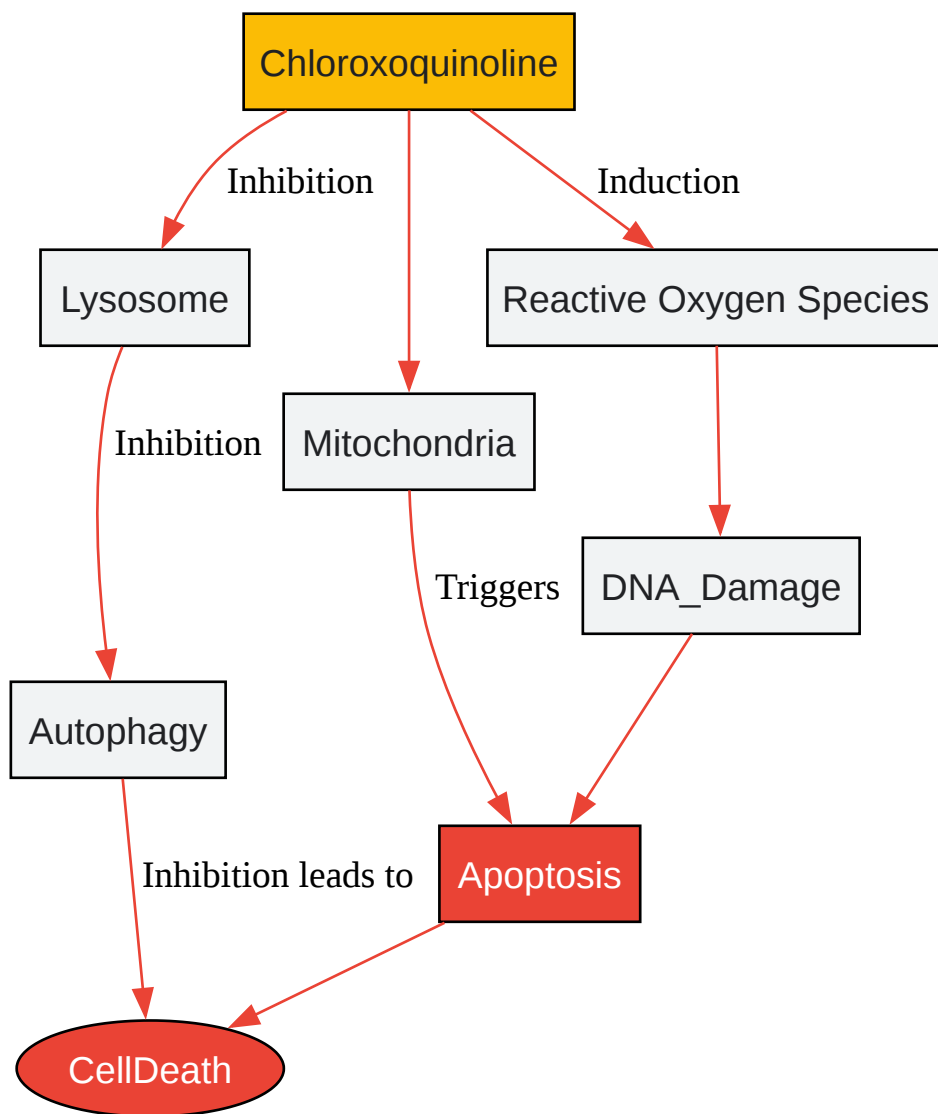 Chloroxoquinoline
Inhibition
Induction
Lysosome
Reactive Oxygen Species
Inhibition
Mitochondria
Triggers
DNA_Damage
Autophagy
Inhibition leads to
Apoptosis
CellDeath